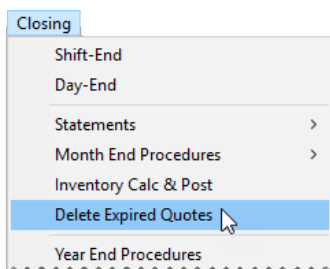 Closing
Shift-End
Day-End
Statements
Month End Procedures
Inventory Calc & Post
Delete Expired Quotes
Year End Procedures